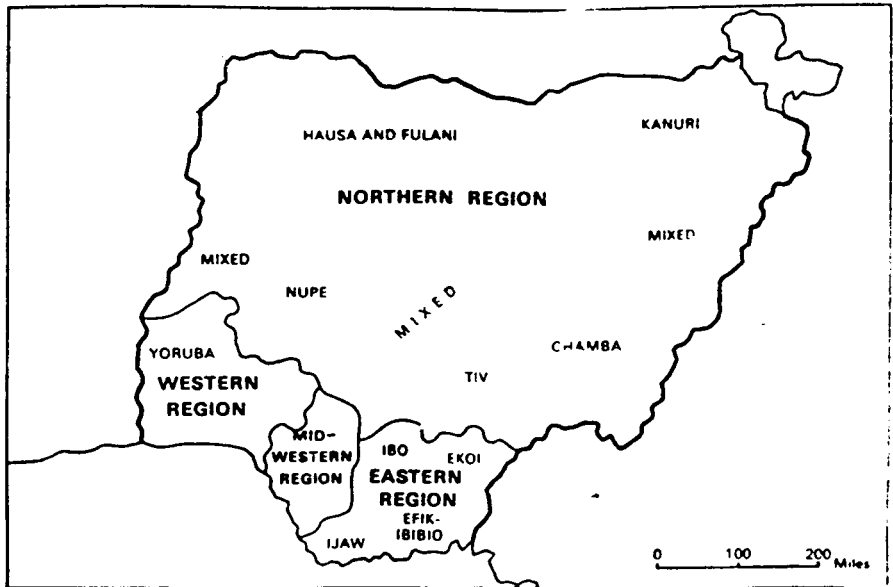 HAUSA AND FULANI
KANURI
NORTHERN REGION
MIXED
MIXED
NUPE
MIXED
CHAMBA
TIV
YORUBA
WESTERN
REGION
MID-
WESTERN
REGION
IBO
EKOI
EASTERN
REGION
EFIK-
IBIBIO
IJAW
0 100 200 Miles